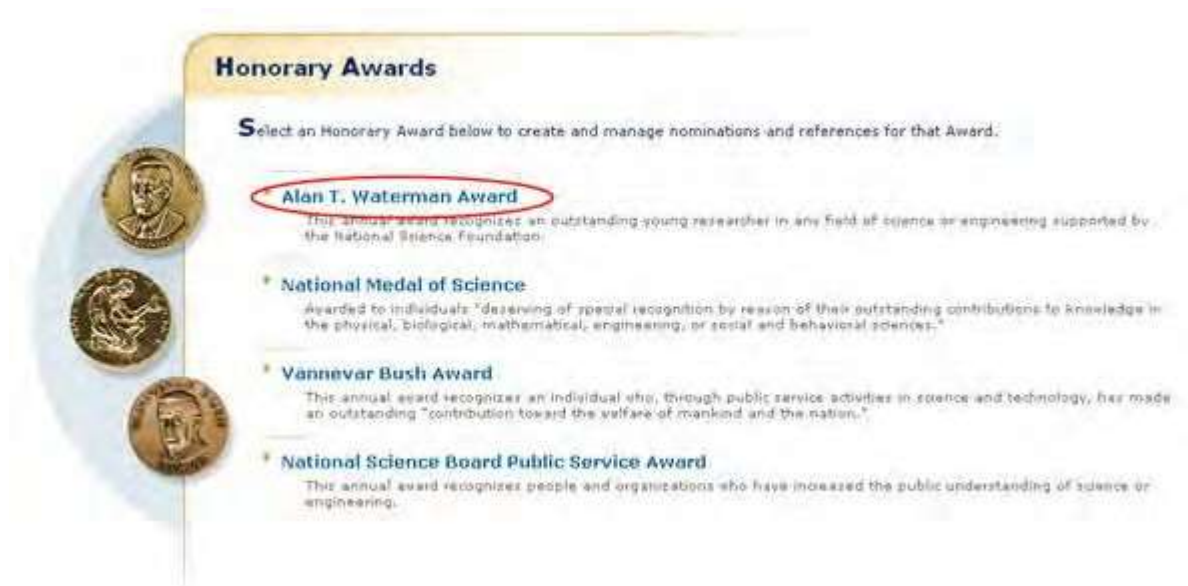 Honorary Awards
Select an Honorary Award below to create and manage nominations and references for that Award.
Alan T. Waterman Award
This annual award recognizes an outstanding young researcher in any field of science or engineering supported by
the National Science Foundation.
National Medal of Science
Awarded to individuals "deserving of special recognition by reason of their outstanding contributions to knowledge in
the physical, biological, mathematical, engineering, or social and behavioral sciences."
Vannevar Bush Award
This annual award recognizes an individual who, through public service activities in science and technology, has made
an outstanding "contribution toward the welfare of mankind and the nation."
National Science Board Public Service Award
This annual award recognizes people and organizations who have increased the public understanding of science or
engineering.